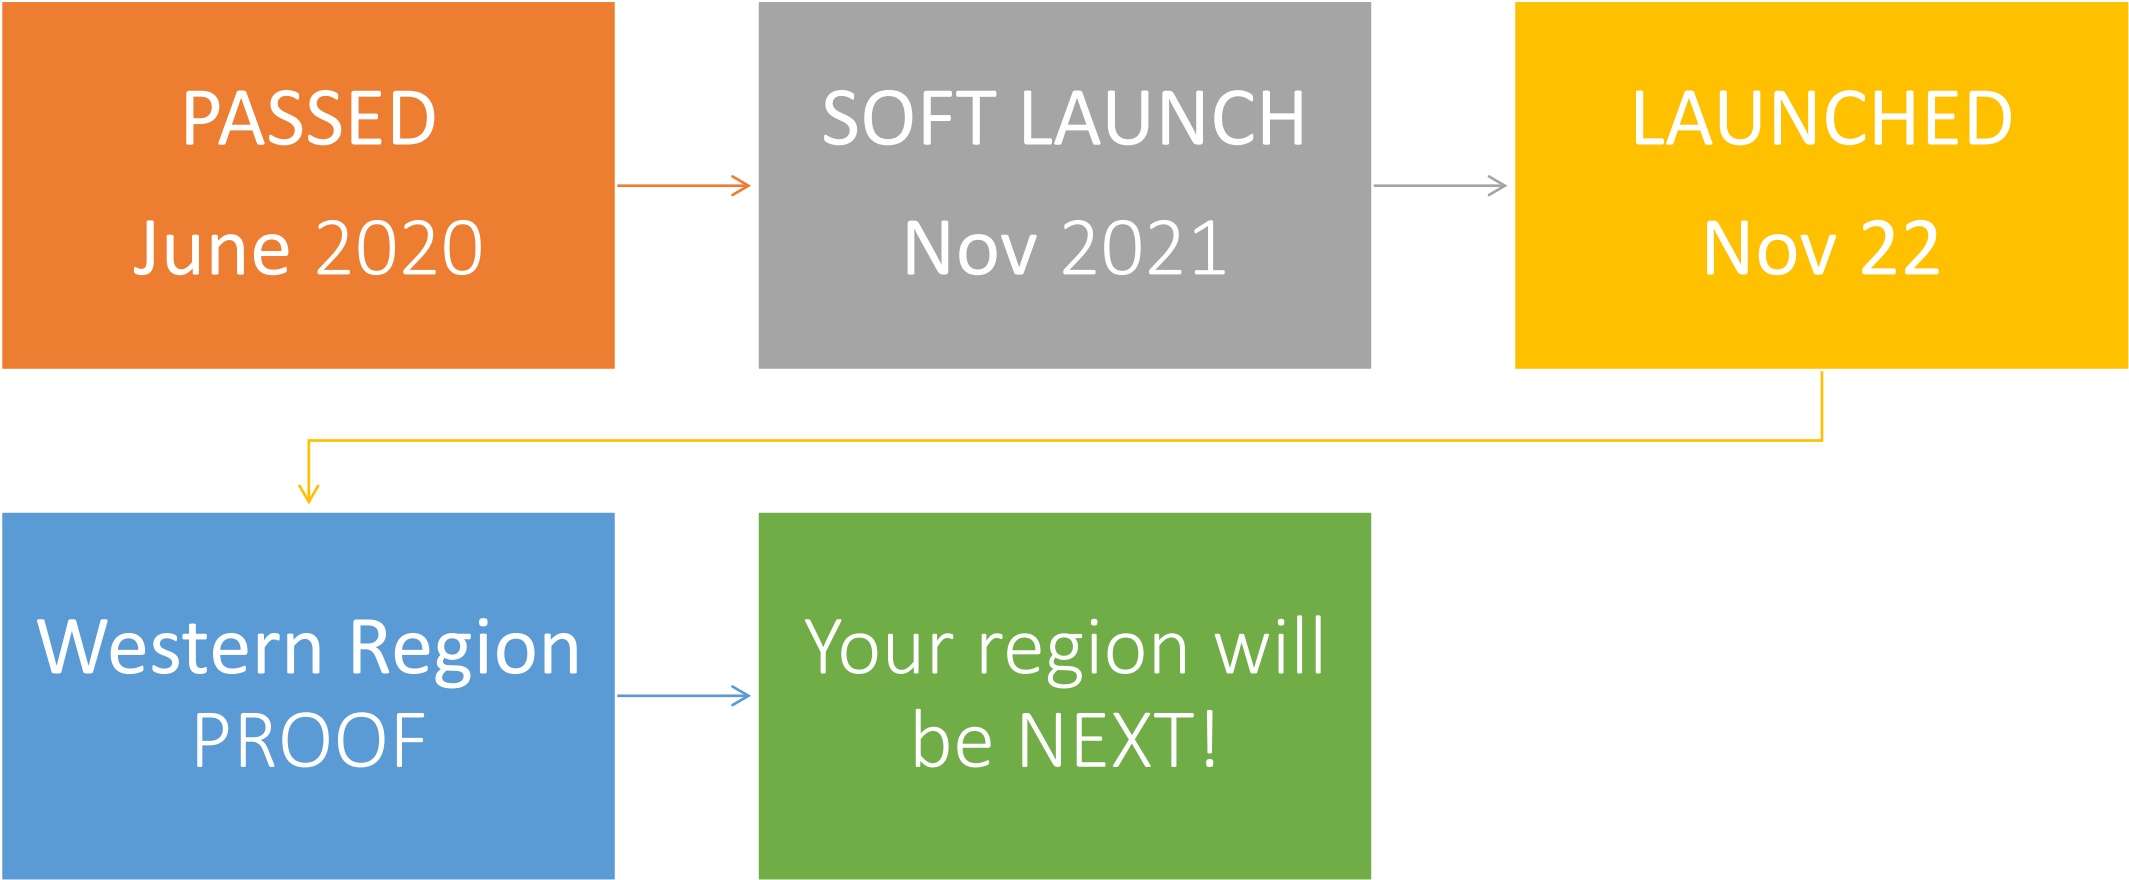 PASSED
June 2020
SOFT LAUNCH
Nov 2021
LAUNCHED
Nov 22
Western Region
PROOF
Your region will
be NEXT!